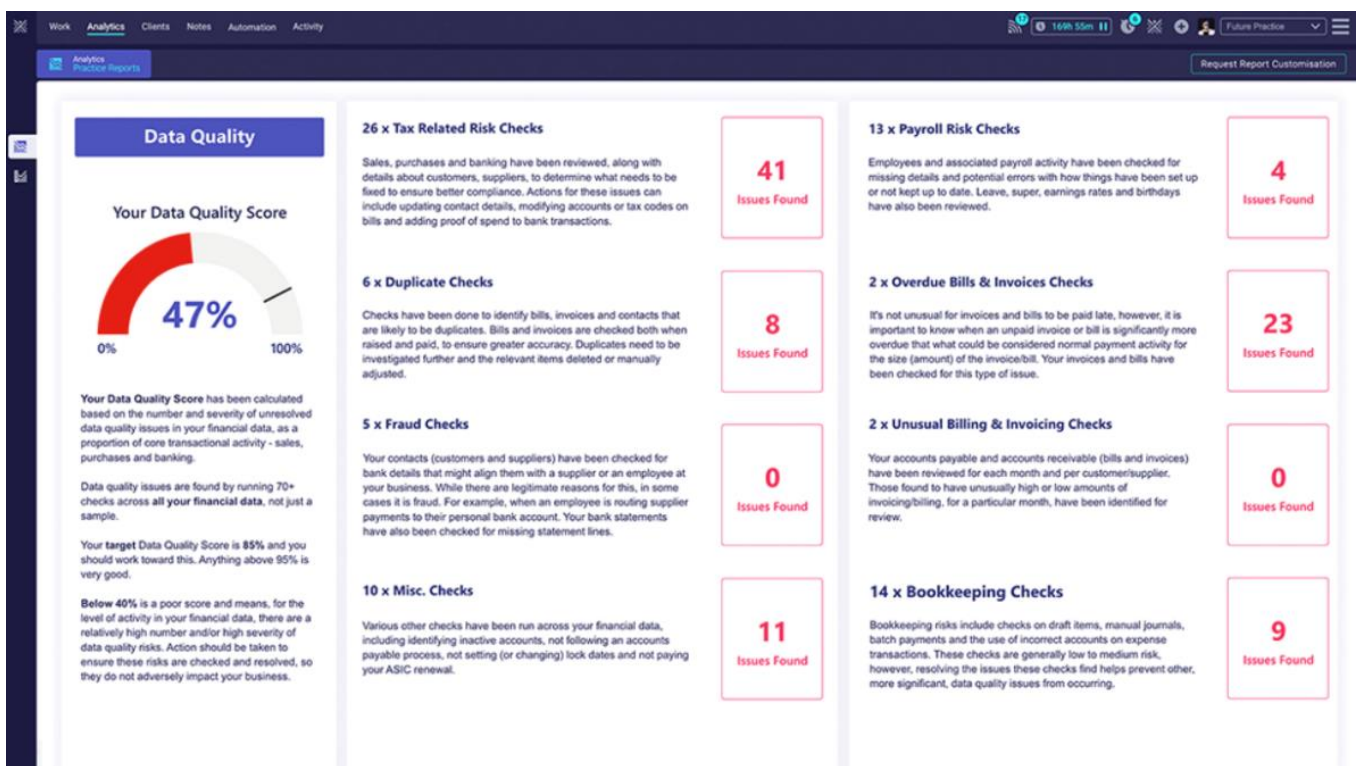 Work Analytics Clients Notes Automation Activity
17
169h 55m
6
Future Practice
Analytics
Practice Reports
Request Report Customisation
Data Quality
Your Data Quality Score
47%
0% 100%
Your Data Quality Score has been calculated
based on the number and severity of unresolved
data quality issues in your financial data, as a
proportion of core transactional activity - sales,
purchases and banking.
Data quality issues are found by running 70+
checks across all your financial data, not just a
sample.
Your target Data Quality Score is 85% and you
should work toward this. Anything above 95% is
very good.
Below 40% is a poor score and means, for the
level of activity in your financial data, there are a
relatively high number and/or high severity of
data quality risks. Action should be taken to
ensure these risks are checked and resolved, so
they do not adversely impact your business.
26 x Tax Related Risk Checks
Sales, purchases and banking have been reviewed, along with
details about customers, suppliers, to determine what needs to be
fixed to ensure better compliance. Actions for these issues can
include updating contact details, modifying accounts or tax codes on
bills and adding proof of spend to bank transactions.
41
Issues Found
6 x Duplicate Checks
Checks have been done to identify bills, invoices and contacts that
are likely to be duplicates. Bills and invoices are checked both when
raised and paid, to ensure greater accuracy. Duplicates need to be
investigated further and the relevant items deleted or manually
adjusted.
8
Issues Found
5 x Fraud Checks
Your contacts (customers and suppliers) have been checked for
bank details that might align them with a supplier or an employee at
your business. While there are legitimate reasons for this, in some
cases it is fraud. For example, when an employee is routing supplier
payments to their personal bank account. Your bank statements
have also been checked for missing statement lines.
0
Issues Found
10 x Misc. Checks
Various other checks have been run across your financial data,
including identifying inactive accounts, not following an accounts
payable process, not setting (or changing) lock dates and not paying
your ASIC renewal.
11
Issues Found
13 x Payroll Risk Checks
Employees and associated payroll activity have been checked for
missing details and potential errors with how things have been set up
or not kept up to date. Leave, super, earnings rates and birthdays
have also been reviewed.
4
Issues Found
2 x Overdue Bills & Invoices Checks
It's not unusual for invoices and bills to be paid late, however, it is
important to know when an unpaid invoice or bill is significantly more
overdue that what could be considered normal payment activity for
the size (amount) of the invoice/bill. Your invoices and bills have
been checked for this type of issue.
23
Issues Found
2 x Unusual Billing & Invoicing Checks
Your accounts payable and accounts receivable (bills and invoices)
have been reviewed for each month and per customer/supplier.
Those found to have unusually high or low amounts of
invoicing/billing, for a particular month, have been identified for
review.
0
Issues Found
14 x Bookkeeping Checks
Bookkeeping risks include checks on draft items, manual journals,
batch payments and the use of incorrect accounts on expense
transactions. These checks are generally low to medium risk,
however, resolving the issues these checks find helps prevent other,
more significant, data quality issues from occurring.
9
Issues Found